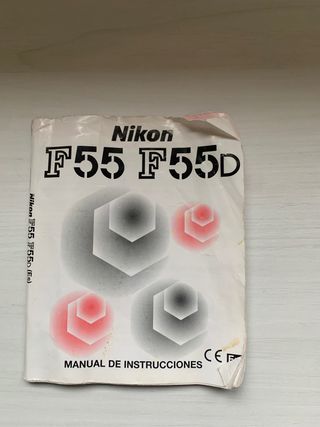 Nikon
F55 F55D
Nikon F55 F55D (Es)
MANUAL DE INSTRUCCIONES CE